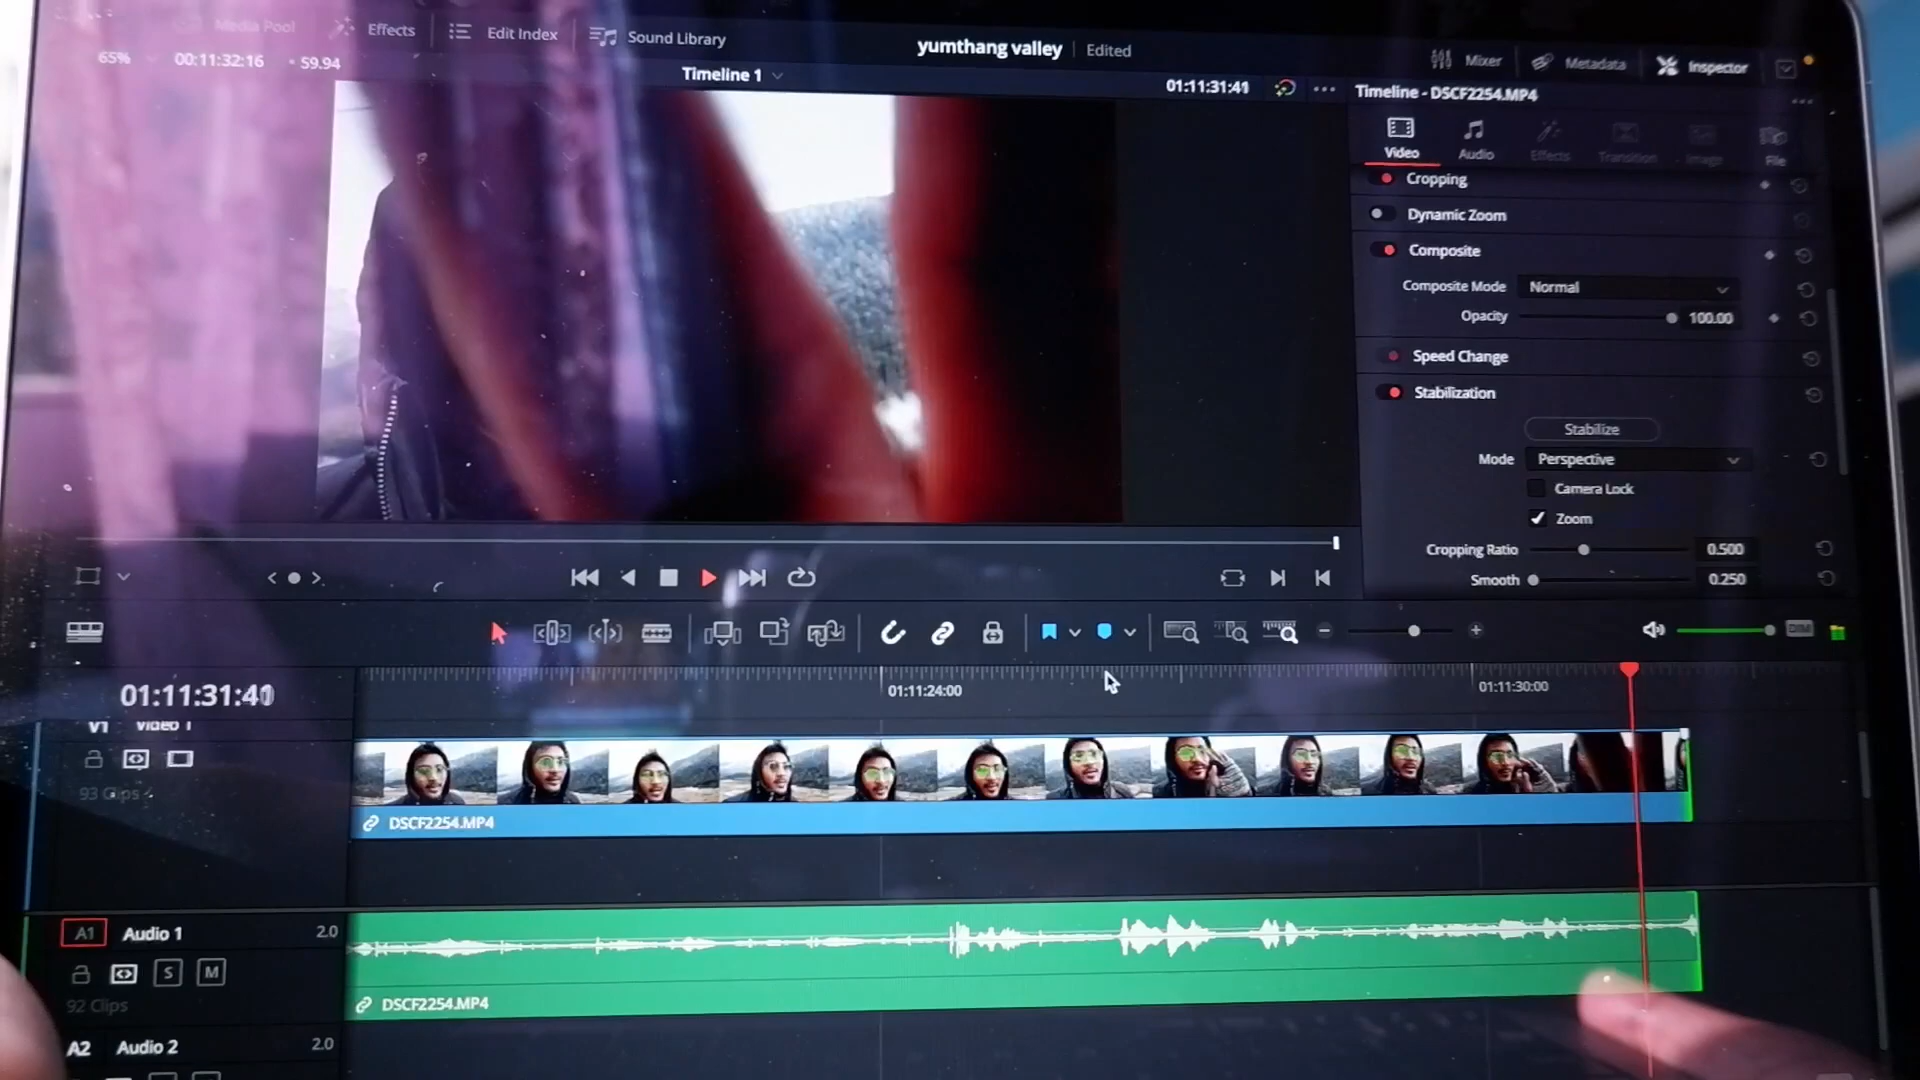 Media Pool
Effects
Edit Index
Sound Library
yumthang valley
Edited
Mixer
Metadata
Inspector
65%
00:11:32:16
59.94
Timeline 1
01:11:31:41
Timeline - DSCF2254.MP4
Video
Audio
Effects
Transition
Image
File
Cropping
Dynamic Zoom
Composite
Composite Mode Normal
Opacity 100.00
Speed Change
Stabilization
Stabilize
Mode Perspective
Camera Lock
Zoom
Cropping Ratio 0.500
Smooth 0.250
DIM
01:11:31:41
01:11:24:00
01:11:30:00
V1 Video 1
93 Clips
DSCF2254.MP4
A1 Audio 1 2.0
S M
92 Clips
DSCF2254.MP4
A2 Audio 2 2.0